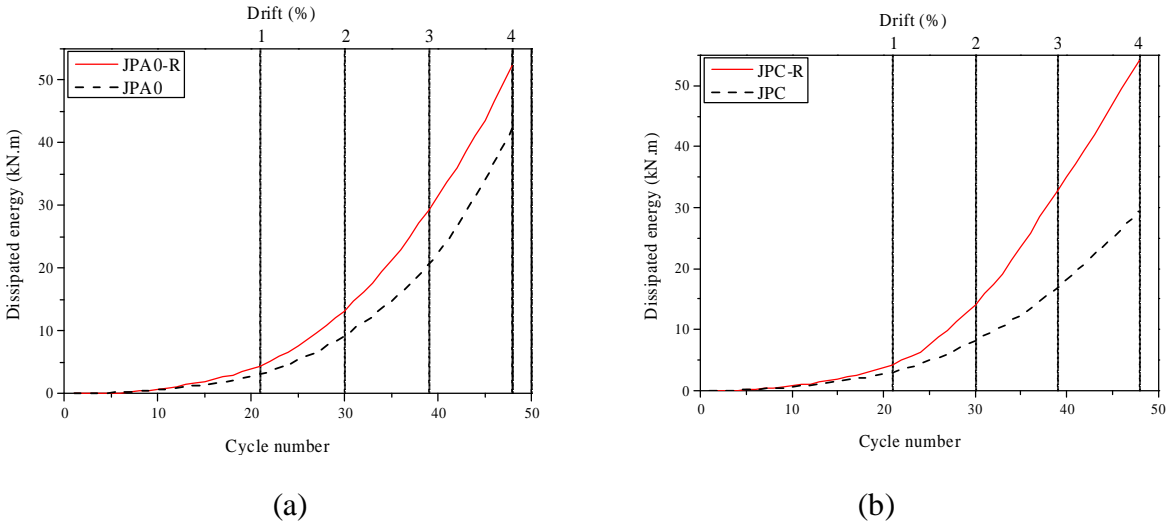 Drift (%)
1 2 3 4
JPA0-R
JPA0
Dissipated energy (kN.m)
50
40
30
20
10
0
0 10 20 30 40 50
Cycle number
(a)
Drift (%)
1 2 3 4
JPC-R
JPC
Dissipated energy (kN.m)
50
40
30
20
10
0
0 10 20 30 40 50
Cycle number
(b)